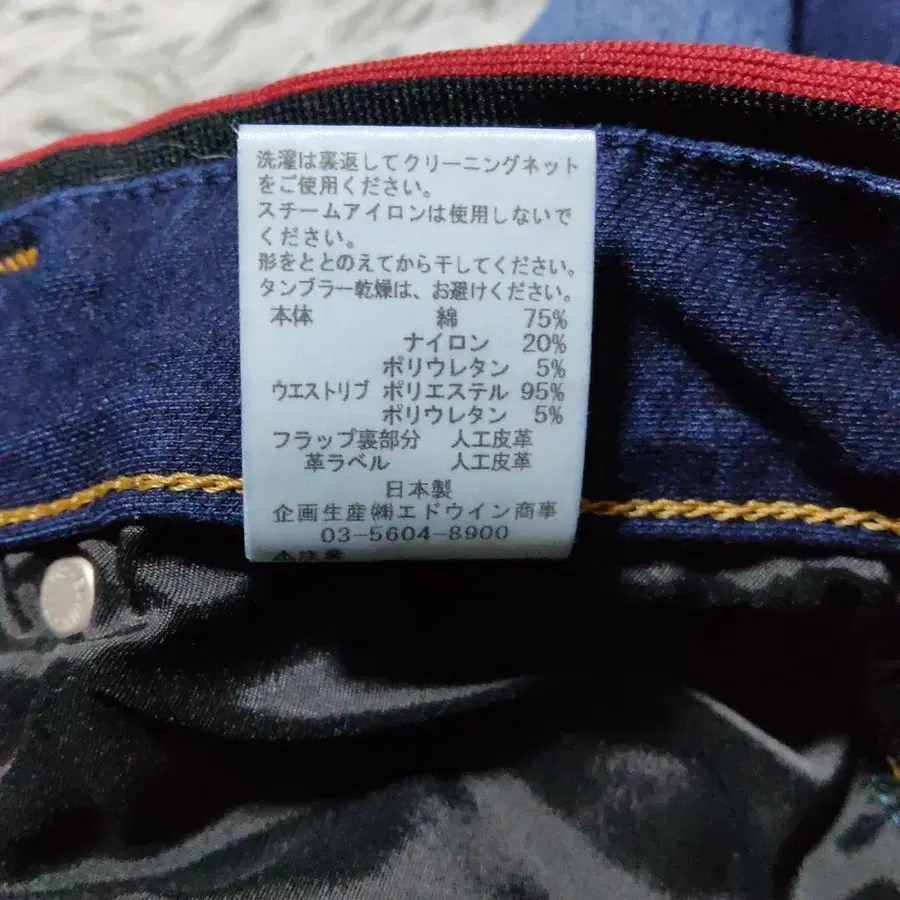 洗濯は裏返してクリーニングネット
をご使用ください。
スチームアイロンは使用しないで
ください。
形をととのえてから干してください。
タンブラー乾燥は、お避けください。
本体 綿 75%
ナイロン 20%
ポリウレタン 5%
ウエストリブ ポリエステル 95%
ポリウレタン 5%
フラップ裏部分 人工皮革
革ラベル 人工皮革
日本製
企画生産㈱エドウイン商事
03-5604-8900